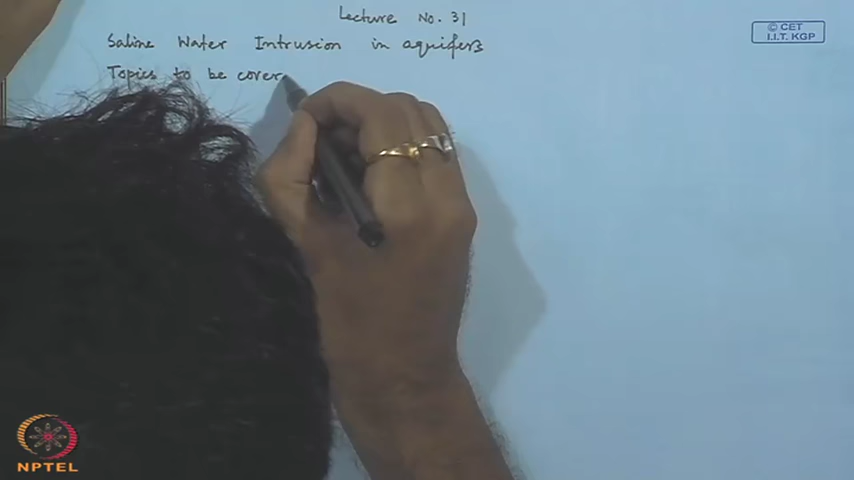 Lecture No. 31
© CET
I.I.T. KGP
Saline Water Intrusion in aquifers
Topics to be cover
NPTEL